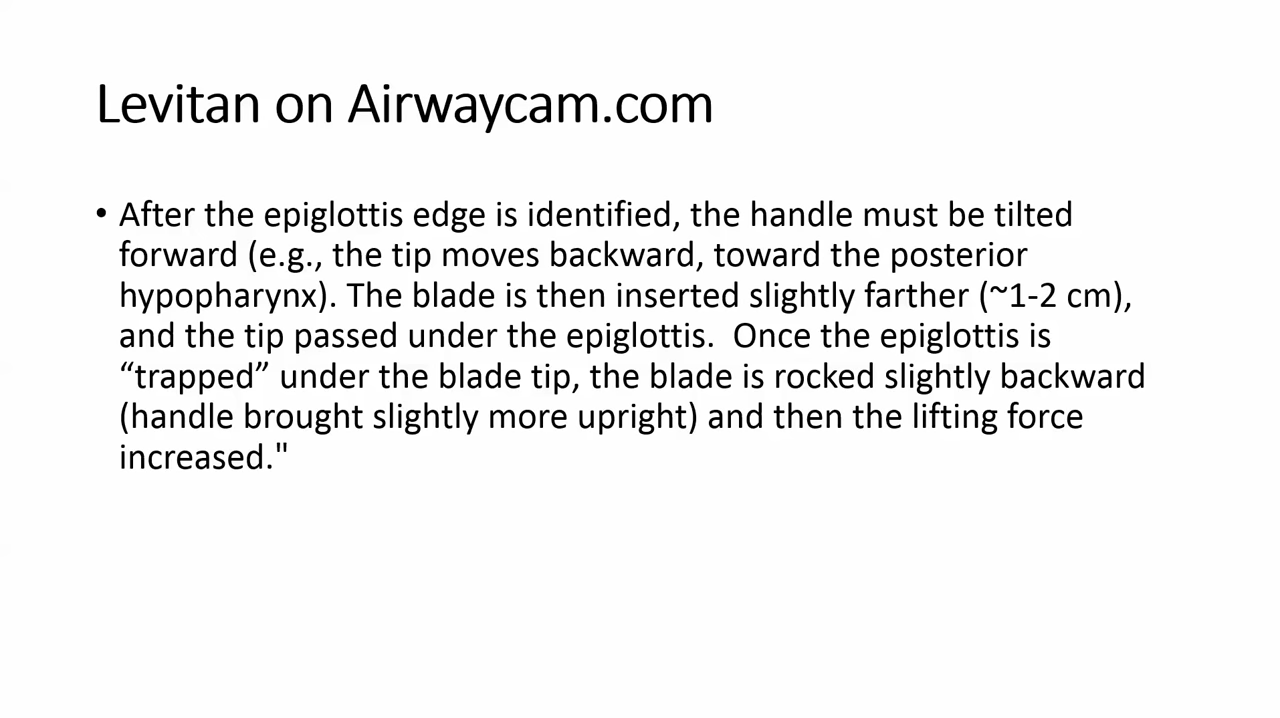 Levitan on Airwaycam.com
• After the epiglottis edge is identified, the handle must be tilted
forward (e.g., the tip moves backward, toward the posterior
hypopharynx). The blade is then inserted slightly farther (~1-2 cm),
and the tip passed under the epiglottis.  Once the epiglottis is
“trapped” under the blade tip, the blade is rocked slightly backward
(handle brought slightly more upright) and then the lifting force
increased."